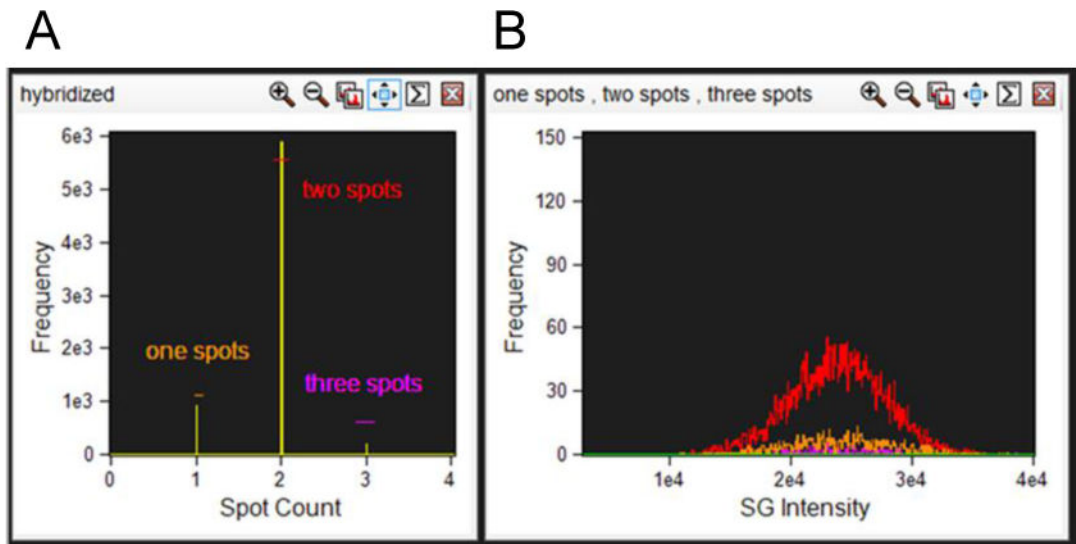 A
B
hybridized
one spots , two spots , three spots
Frequency
6e3
5e3
4e3
3e3
2e3
1e3
0
two spots
one spots
three spots
0
1
2
3
4
Spot Count
Frequency
150
120
90
60
30
0
1e4
2e4
3e4
4e4
SG Intensity